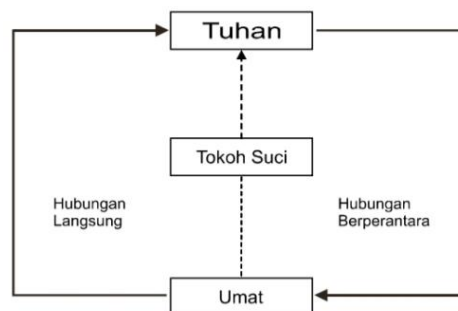 Tuhan
Tokoh Suci
Hubungan
Langsung
Hubungan
Berperantara
Umat